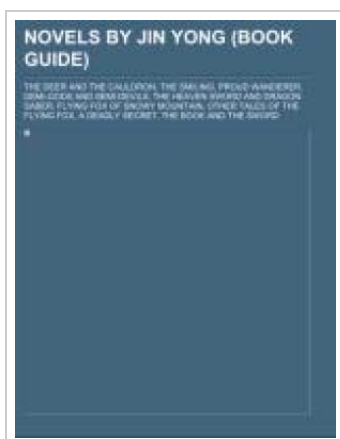 NOVELS BY JIN YONG (BOOK
GUIDE)
THE DEER AND THE CAULDRON, THE SMILING, PROUD WANDERER,
DEMI-GODS AND SEMI-DEVILS, THE HEAVEN SWORD AND DRAGON
SABER, FLYING FOX OF SNOWY MOUNTAIN, OTHER TALES OF THE
FLYING FOX, A DEADLY SECRET, THE BOOK AND THE SWORD